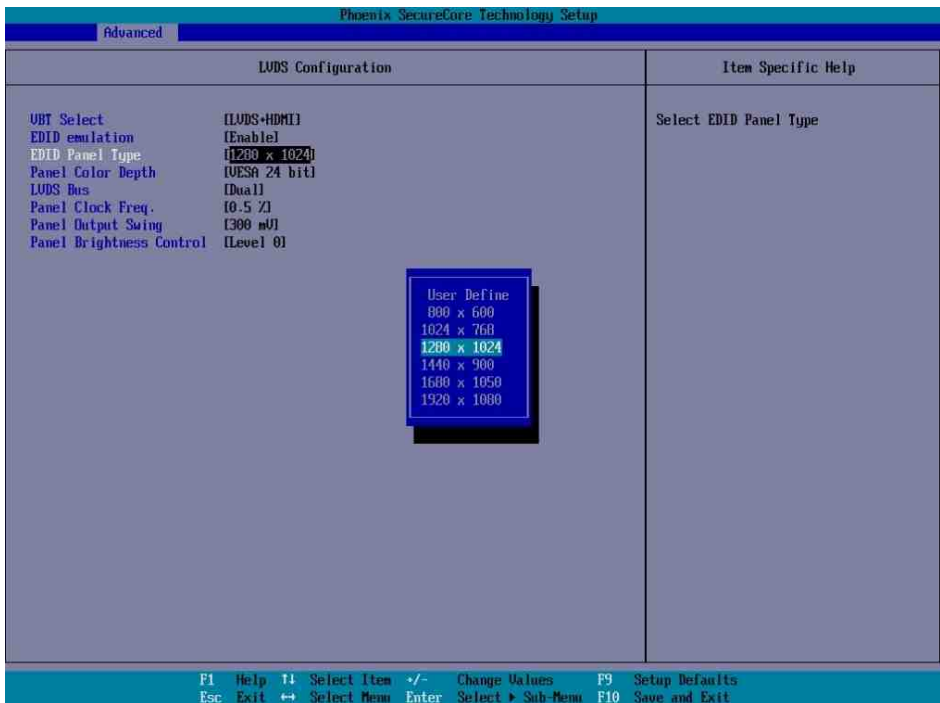 Phoenix SecureCore Technology Setup
Advanced
LVDS Configuration
Item Specific Help
VBT Select [LVDS+HDMI]
EDID emulation [Enable]
EDID Panel Type [1280 x 1024]
Panel Color Depth [VESA 24 bit]
LVDS Bus [Dual]
Panel Clock Freq. [0.5 %]
Panel Output Swing [300 mV]
Panel Brightness Control [Level 0]
Select EDID Panel Type
User Define
800 x 600
1024 x 768
1280 x 1024
1440 x 900
1680 x 1050
1920 x 1080
F1 Help ↑↓ Select Item +/- Change Values F9 Setup Defaults
Esc Exit ↔ Select Menu Enter Select ▶ Sub-Menu F10 Save and Exit